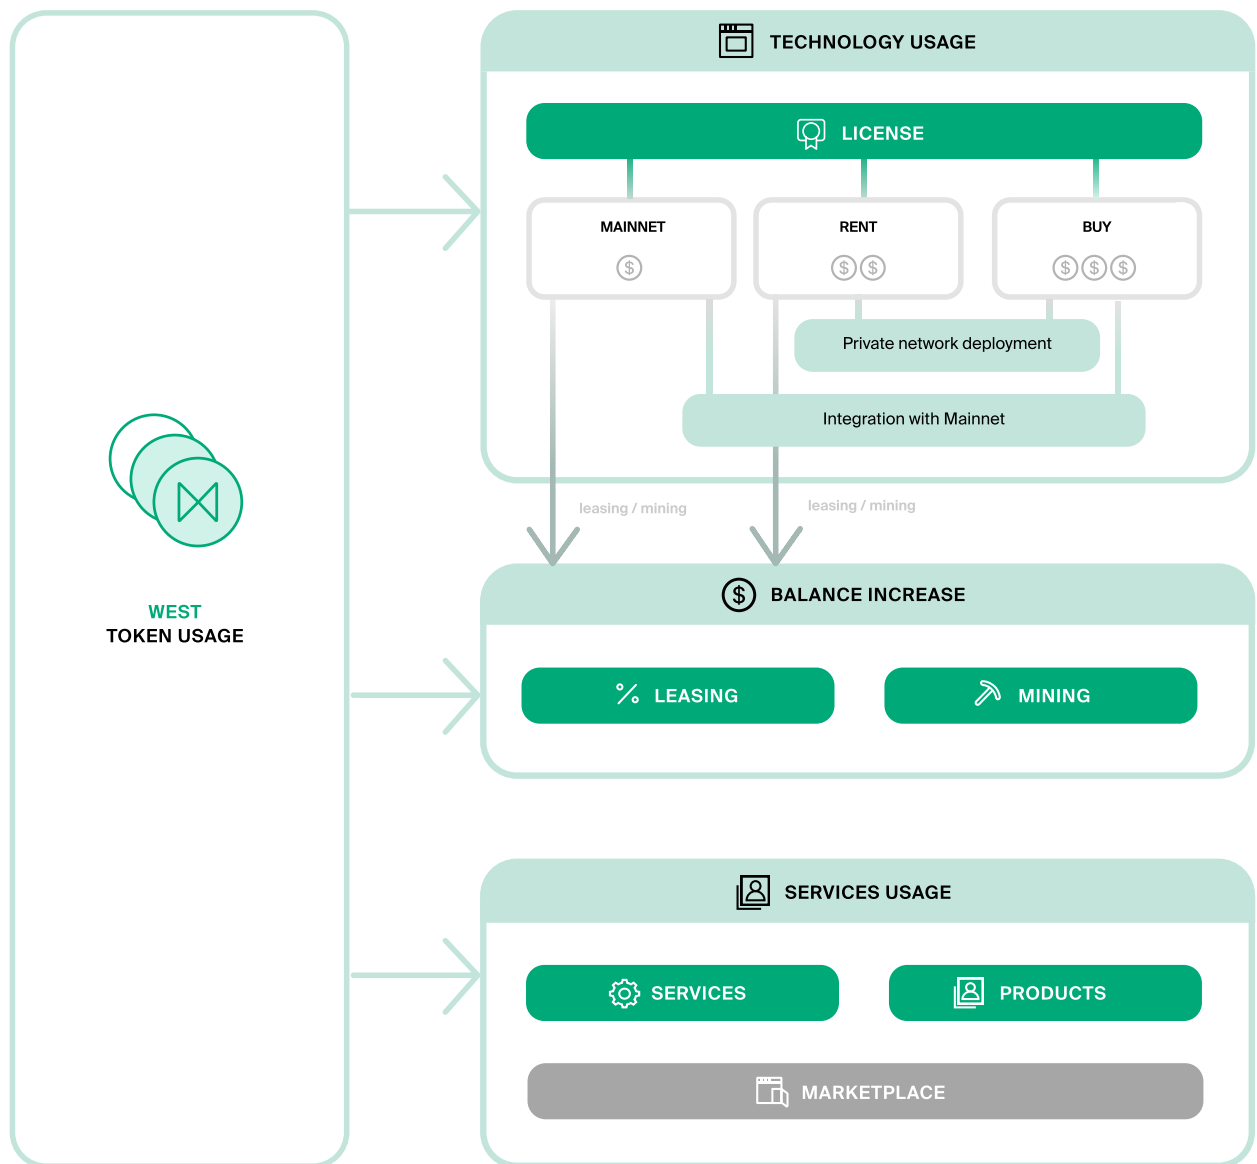 WEST
TOKEN USAGE
TECHNOLOGY USAGE
LICENSE
MAINNET
$
RENT
$ $
BUY
$ $ $
Private network deployment
Integration with Mainnet
leasing / mining
leasing / mining
$ BALANCE INCREASE
% LEASING
MINING
SERVICES USAGE
SERVICES
PRODUCTS
MARKETPLACE